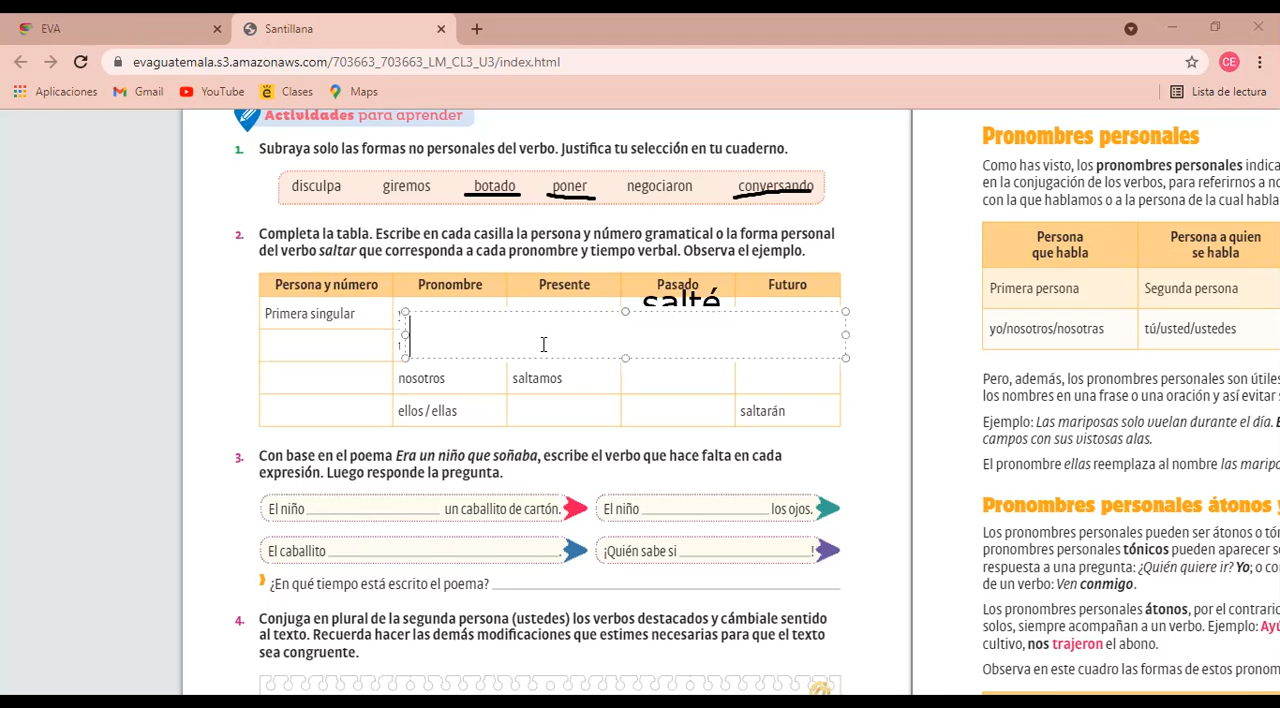 EVA
Santillana
evaguatemala.s3.amazonaws.com/703663_703663_LM_CL3_U3/index.html
CE
Aplicaciones
Gmail
YouTube
Clases
Maps
Lista de lectura
Actividades para aprender
1. Subraya solo las formas no personales del verbo. Justifica tu selección en tu cuaderno.
disculpa giremos botado poner negociaron conversando
2. Completa la tabla. Escribe en cada casilla la persona y número gramatical o la forma personal
del verbo saltar que corresponda a cada pronombre y tiempo verbal. Observa el ejemplo.
Persona y número Pronombre Presente Pasado Futuro
salté
Primera singular
nosotros saltamos
ellos / ellas saltarán
3. Con base en el poema Era un niño que soñaba, escribe el verbo que hace falta en cada
expresión. Luego responde la pregunta.
El niño ____ un caballito de cartón.
El niño ____ los ojos.
El caballito ____.
¡Quién sabe si ____!
¿En qué tiempo está escrito el poema?
4. Conjuga en plural de la segunda persona (ustedes) los verbos destacados y cámbiale sentido
al texto. Recuerda hacer las demás modificaciones que estimes necesarias para que el texto
sea congruente.
Pronombres personales
Como has visto, los pronombres personales indica
en la conjugación de los verbos, para referirnos a no
con la que hablamos o a la persona de la cual habla
Persona que habla Persona a quien se habla
Primera persona Segunda persona
yo/nosotros/nosotras tú/usted/ustedes
Pero, además, los pronombres personales son útiles
los nombres en una frase o una oración y así evitar
Ejemplo: Las mariposas solo vuelan durante el día. E
campos con sus vistosas alas.
El pronombre ellas reemplaza al nombre las maripo
Pronombres personales átonos y
Los pronombres personales pueden ser átonos o tó
pronombres personales tónicos pueden aparecer s
respuesta a una pregunta: ¿Quién quiere ir? Yo; o co
de un verbo: Ven conmigo.
Los pronombres personales átonos, por el contrario
solos, siempre acompañan a un verbo. Ejemplo: Ayú
cultivo, nos trajeron el abono.
Observa en este cuadro las formas de estos pronom